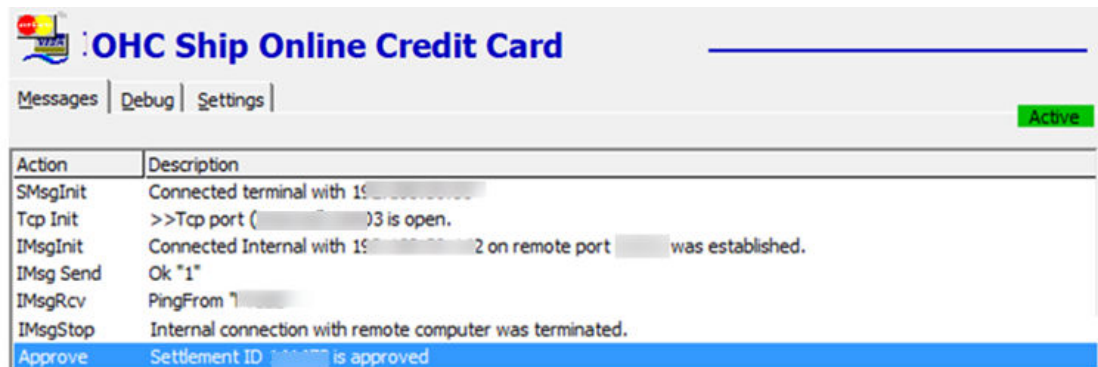 OHC Ship Online Credit Card
Messages Debug Settings
Active
Action Description
SMsgInit Connected terminal with
Tcp Init >>Tcp port ( 03 is open.
IMsgInit Connected Internal with 2 on remote port was established.
IMsg Send Ok "1"
IMsgRcv PingFrom "
IMsgStop Internal connection with remote computer was terminated.
Approve Settlement ID is approved